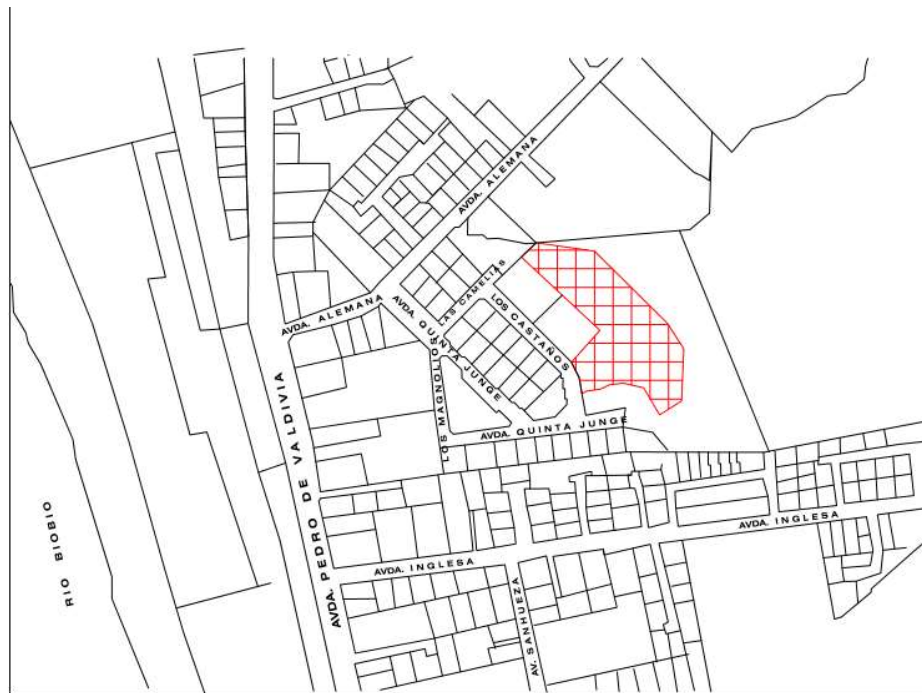 AVDA. ALEMANA
LAS CAMELIAS
AVDA. ALEMANA
AVDA. QUINTA JUNGE
LOS CASTAÑOS
LOS MAGNOLIOS
AVDA. QUINTA JUNGE
AVDA. PEDRO DE VALDIVIA
RIO BIOBIO
AVDA. INGLESA
AVDA. INGLESA
AV. SANHUEZA